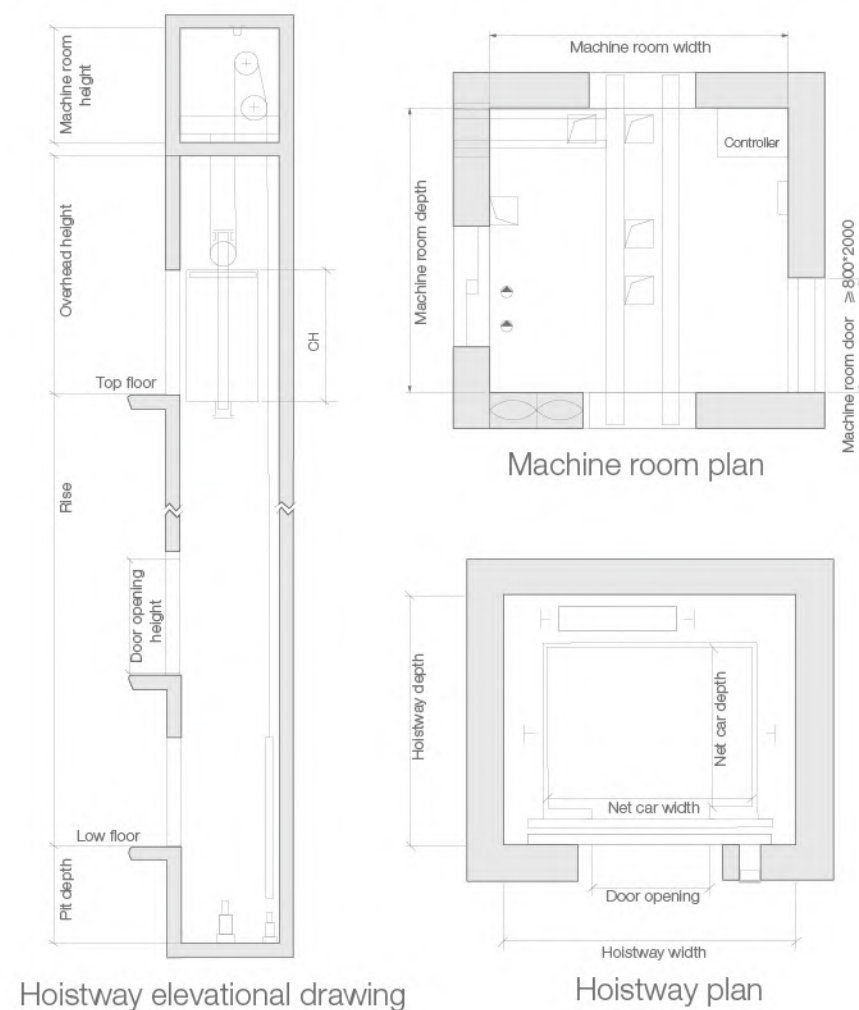 Machine room
height
Overhead height
CH
Top floor
Rise
Door opening
height
Low floor
Pit depth
Hoistway elevational drawing
Machine room width
Controller
Machine room depth
Machine room door ≥800*2000
Machine room plan
Hoistway depth
Net car depth
Net car width
Door opening
Hoistway width
Hoistway plan